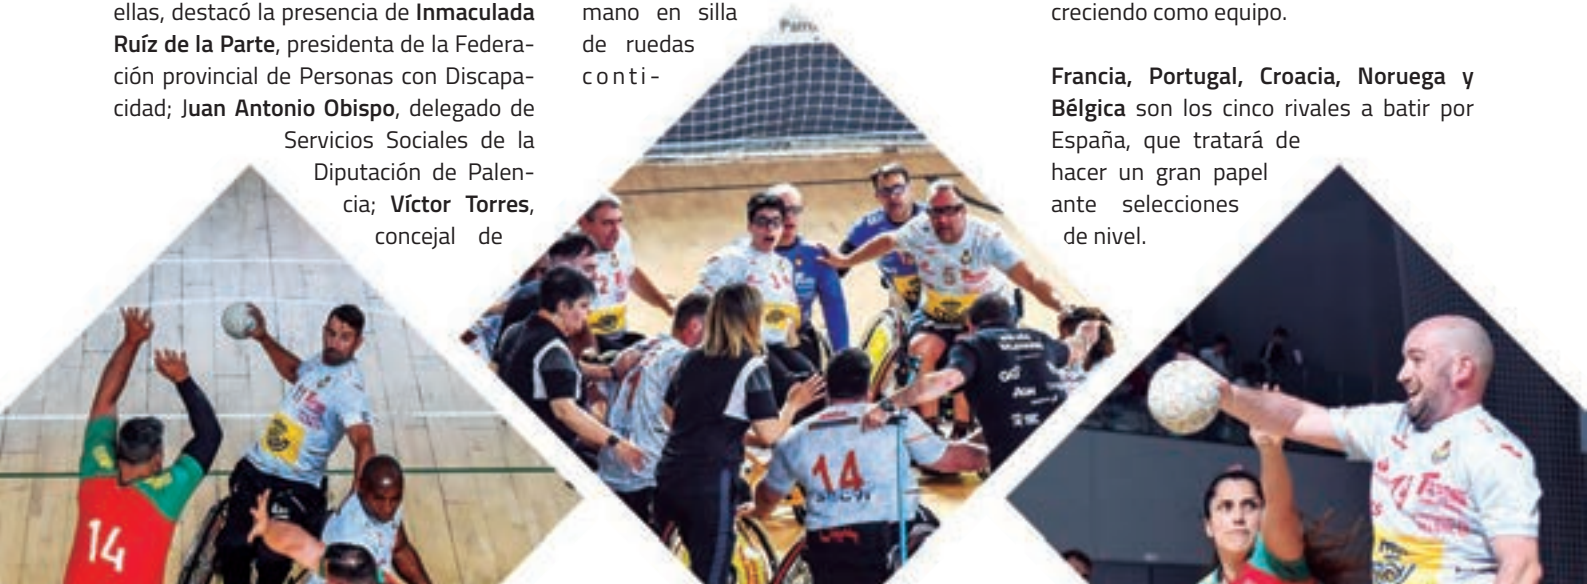 ellas, destacó la presencia de Inmaculada
Ruíz de la Parte, presidenta de la Federa-
ción provincial de Personas con Discapa-
cidad; Juan Antonio Obispo, delegado de
Servicios Sociales de la
Diputación de Palen-
cia; Víctor Torres,
concejal de
mano en silla
de ruedas
conti-
creciendo como equipo.
Francia, Portugal, Croacia, Noruega y
Bélgica son los cinco rivales a batir por
España, que tratará de
hacer un gran papel
ante selecciones
de nivel.
14
14